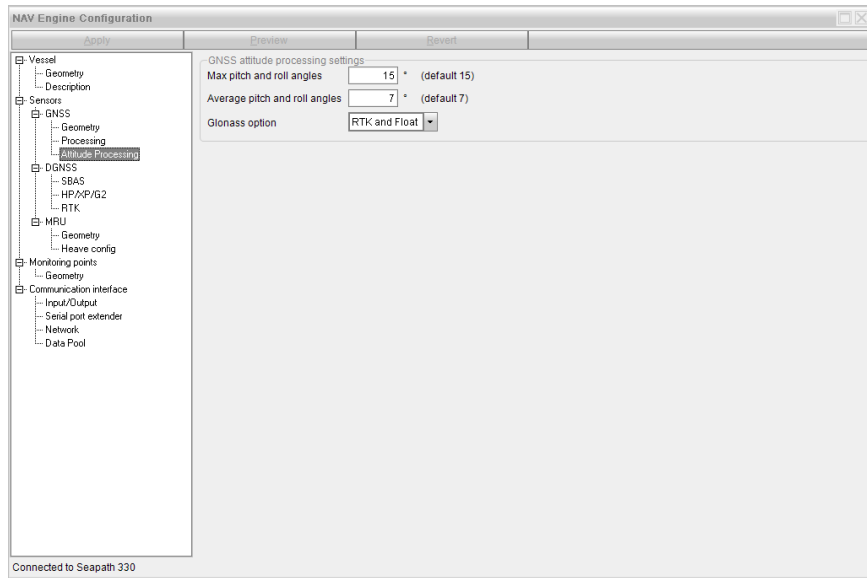 NAV Engine Configuration
Apply Preview Revert
Vessel
Geometry
Description
Sensors
GNSS
Geometry
Processing
Attitude Processing
DGNSS
SBAS
HP/XP/G2
RTK
MRU
Geometry
Heave config
Monitoring points
Geometry
Communication interface
Input/Output
Serial port extender
Network
Data Pool
GNSS attitude processing settings
Max pitch and roll angles 15 ° (default 15)
Average pitch and roll angles 7 ° (default 7)
Glonass option RTK and Float
Connected to Seapath 330